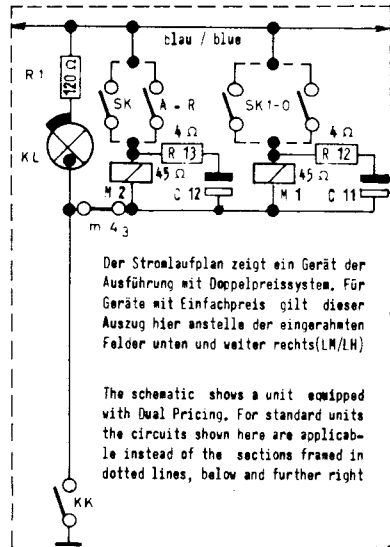 blau / blue
R 1
120 Ω
SK
A - R
SK 1-0
4 Ω
4 Ω
R 13
R 12
KL
45 Ω
45 Ω
M 2
C 12
M 1
C 11
m 4 3
Der Stromlaufplan zeigt ein Gerät der
Ausführung mit Doppelpreissystem. Für
Geräte mit Einfachpreis gilt dieser
Auszug hier anstelle der eingerahmten
Felder unten und weiter rechts(LM/LH)
The schematic shows a unit equipped
with Dual Pricing. For standard units
the circuits shown here are applicab-
le instead of the sections framed in
dotted lines, below and further right
KK